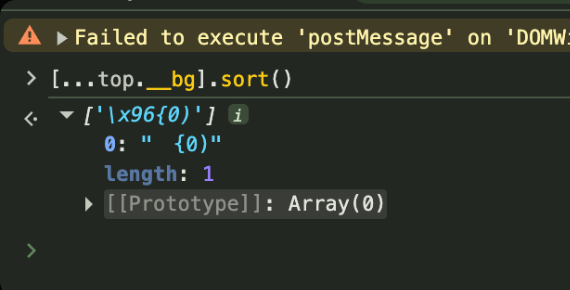 Failed to execute 'postMessage' on 'DOMWi
> [...top.__bg].sort()
['\x96{0)'] i
0: " {0)"
length: 1
[[Prototype]]: Array(0)
>